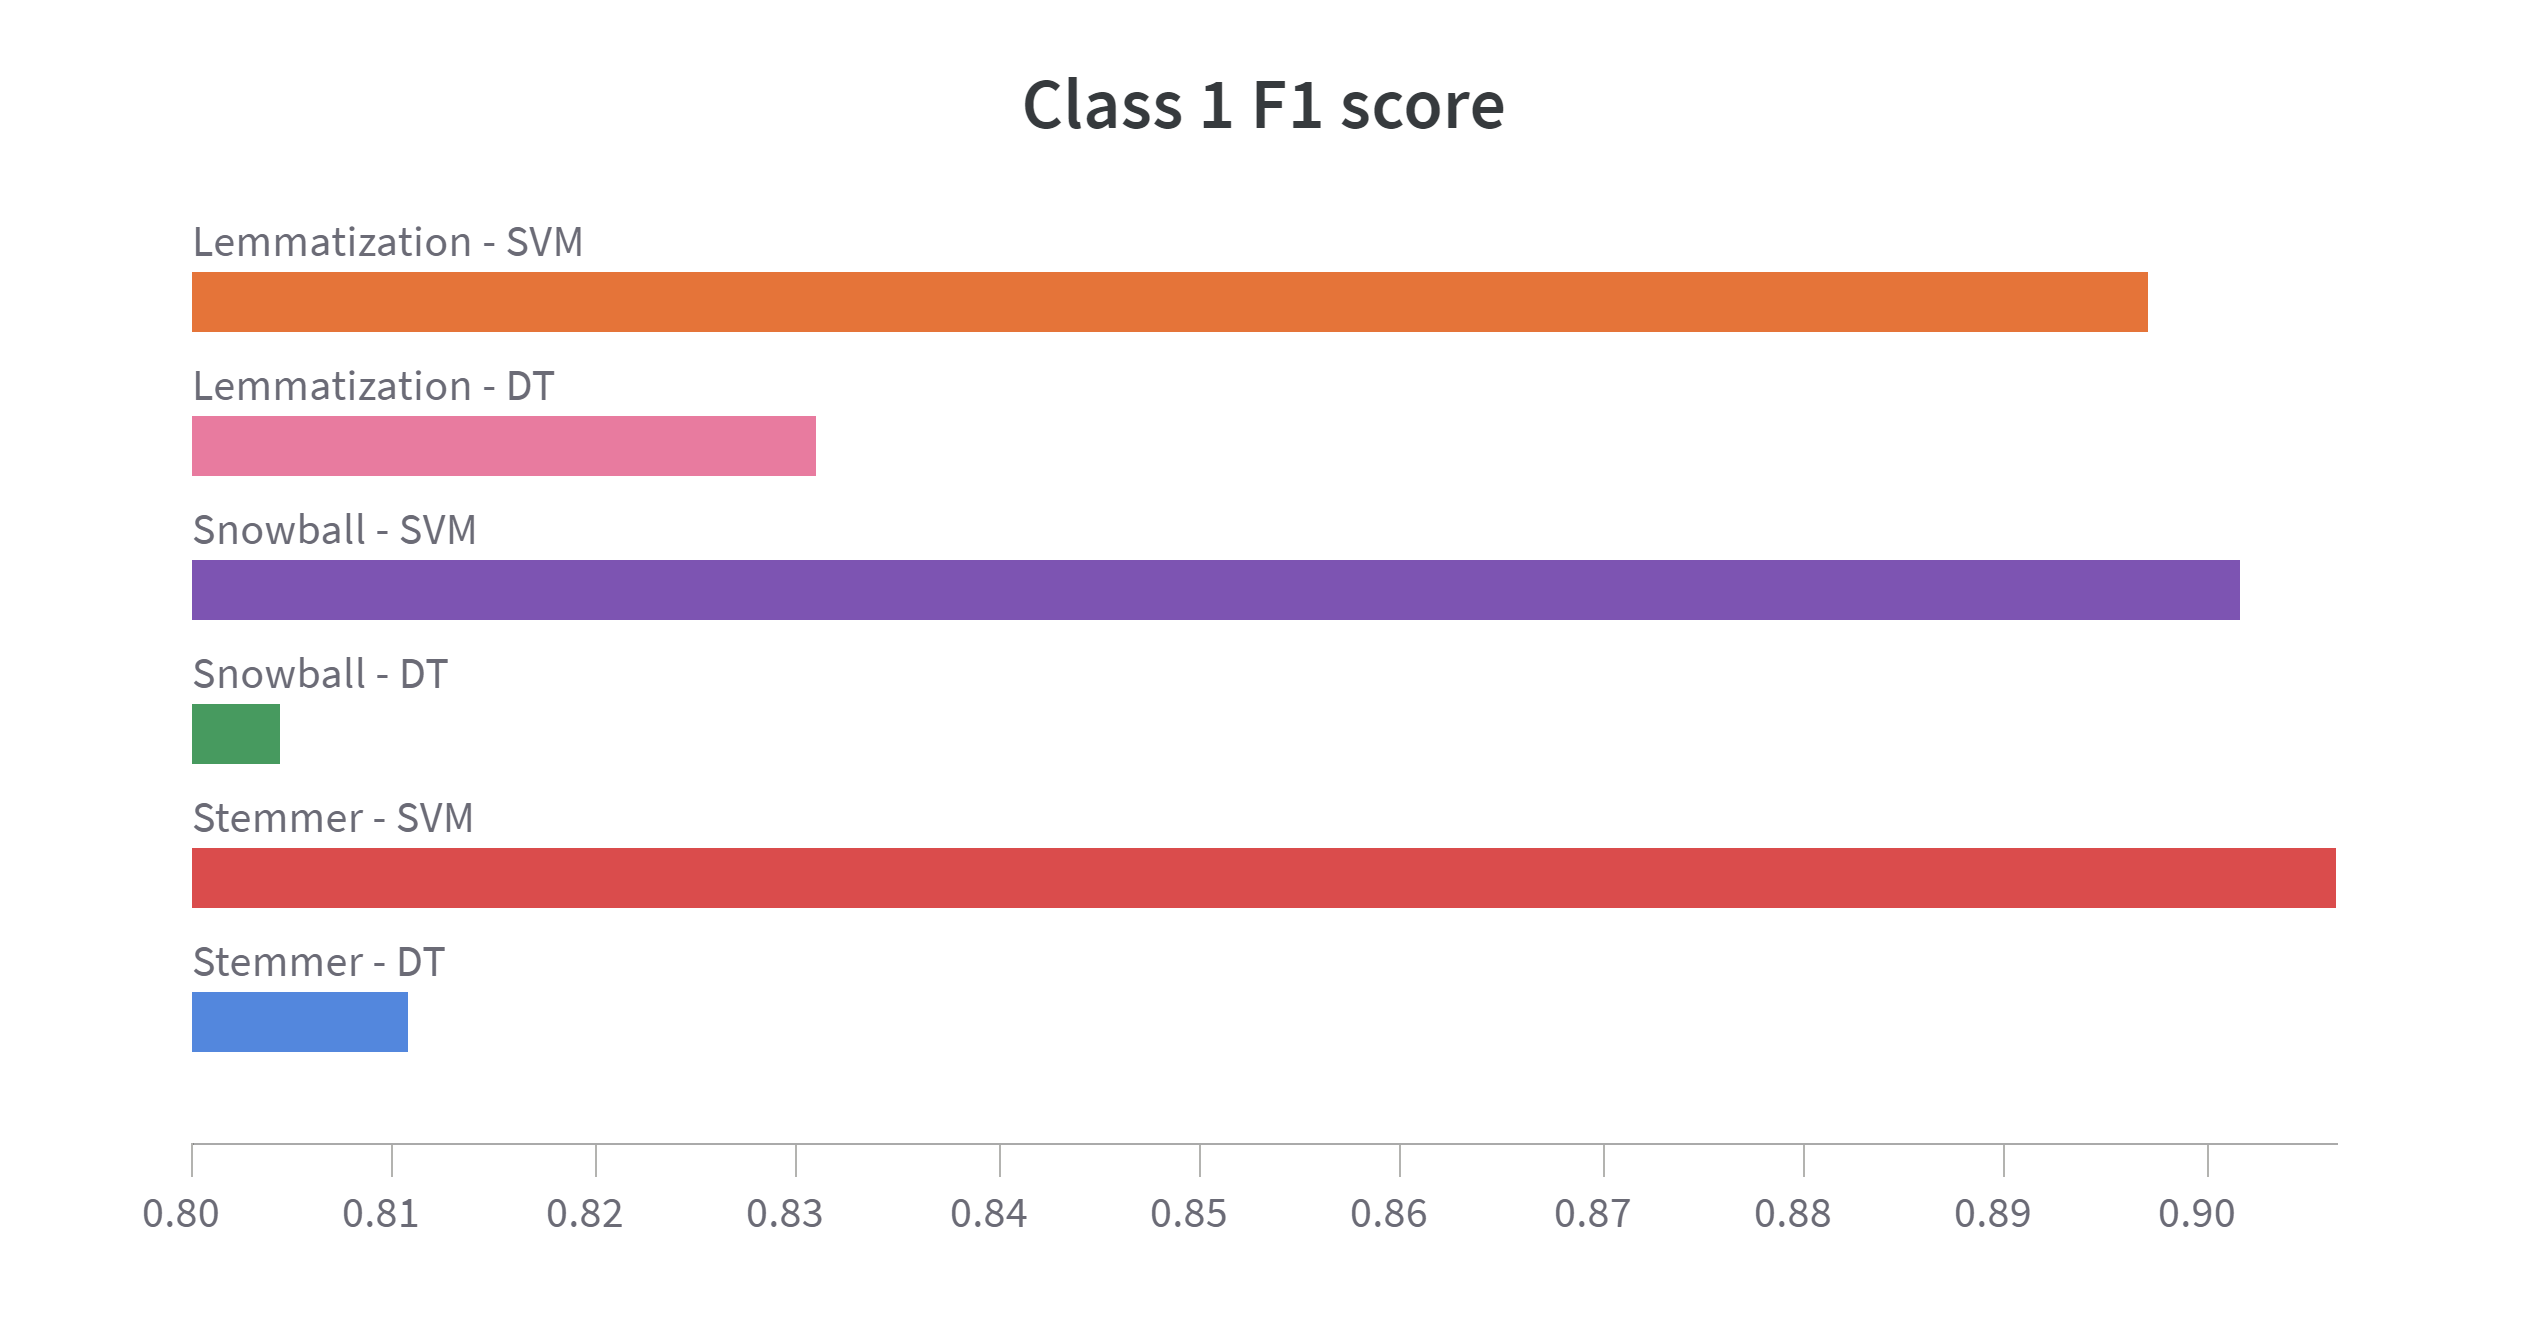 Class 1 F1 score
Lemmatization - SVM
Lemmatization - DT
Snowball - SVM
Snowball - DT
Stemmer - SVM
Stemmer - DT
0.80 0.81 0.82 0.83 0.84 0.85 0.86 0.87 0.88 0.89 0.90